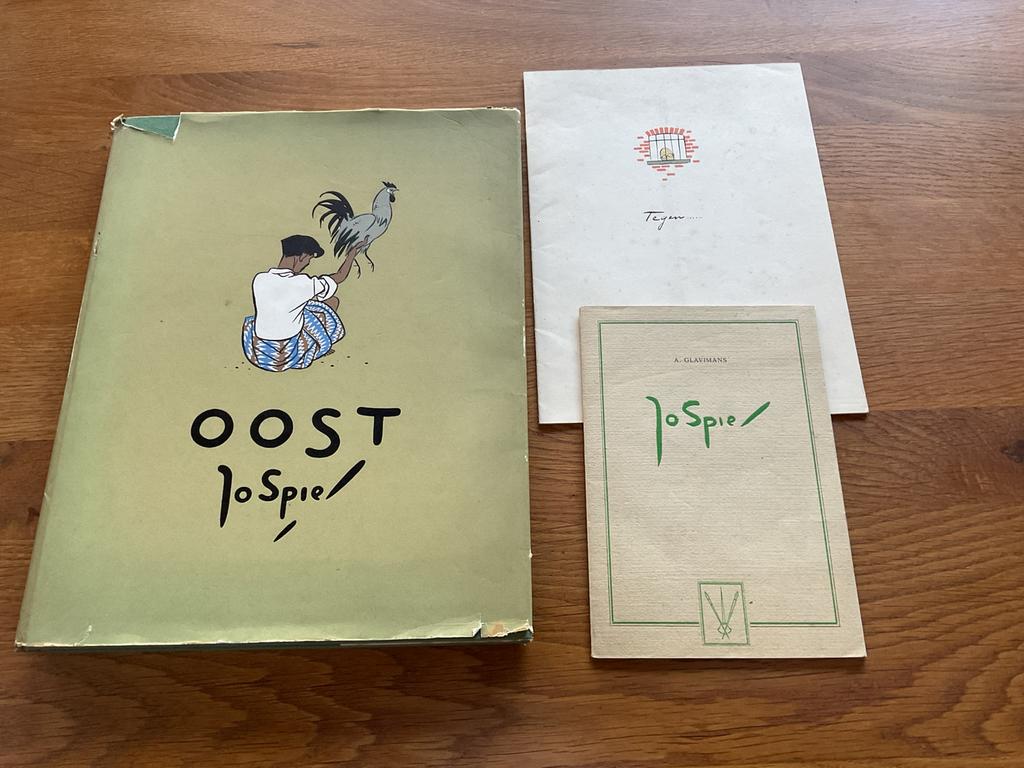 OOST
Jo Spier
Tegen.....
A. GLAVIMANS
Jo Spier